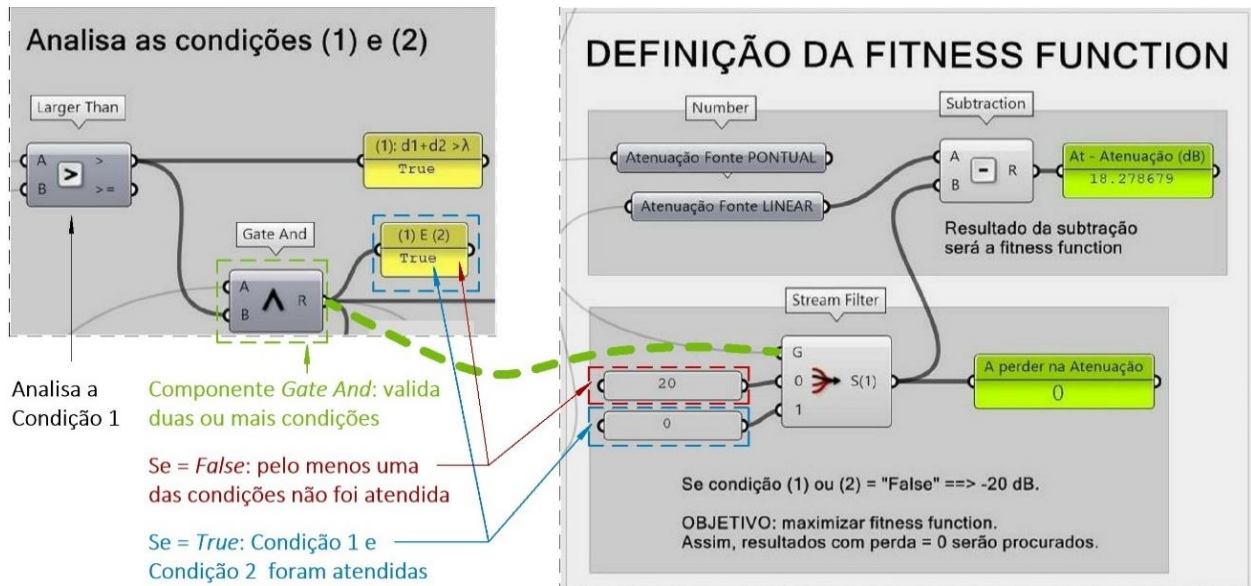 Analisa as condições (1) e (2)
Larger Than
A
B
>
>=
(1): d1+d2 >λ
True
Gate And
A
B
R
(1) E (2)
True
Analisa a
Condição 1
Componente Gate And: valida
duas ou mais condições
Se = False: pelo menos uma
das condições não foi atendida
Se = True: Condição 1 e
Condição 2 foram atendidas
DEFINIÇÃO DA FITNESS FUNCTION
Number
Atenuação Fonte PONTUAL
Atenuação Fonte LINEAR
Subtraction
A
B
R
At - Atenuação (dB)
18.278679
Resultado da subtração
será a fitness function
Stream Filter
G
0
1
S(1)
20
0
A perder na Atenuação
0
Se condição (1) ou (2) = "False" ==> -20 dB.
OBJETIVO: maximizar fitness function.
Assim, resultados com perda = 0 serão procurados.